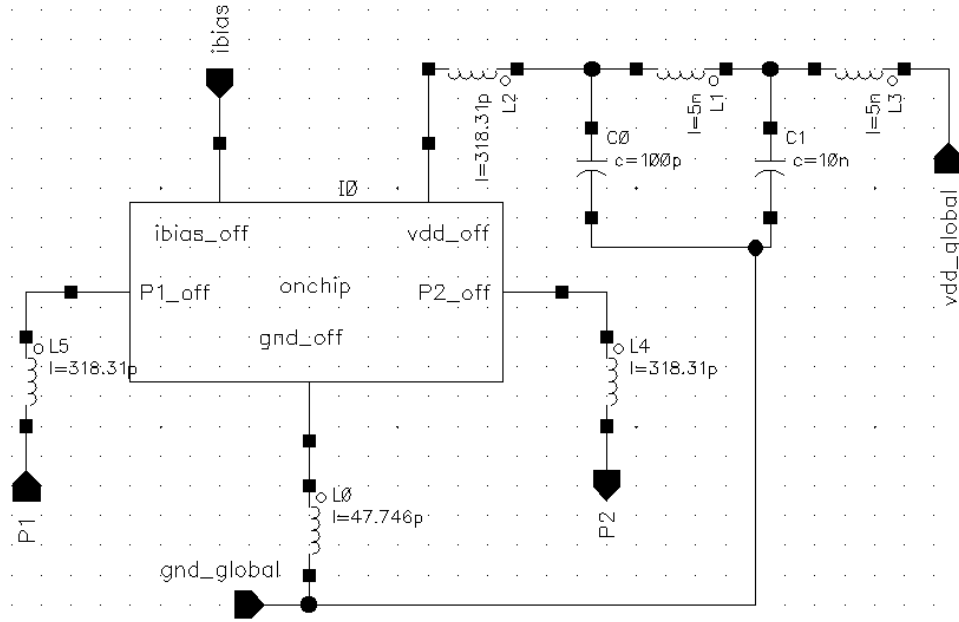 ibias
L2
l=318.31p
L1
l=5n
L3
l=5n
C0
c=100p
C1
c=10n
vdd_global
I0
ibias_off
vdd_off
P1_off
onchip
P2_off
gnd_off
L5
l=318.31p
L4
l=318.31p
P1
L0
l=47.746p
P2
gnd_global